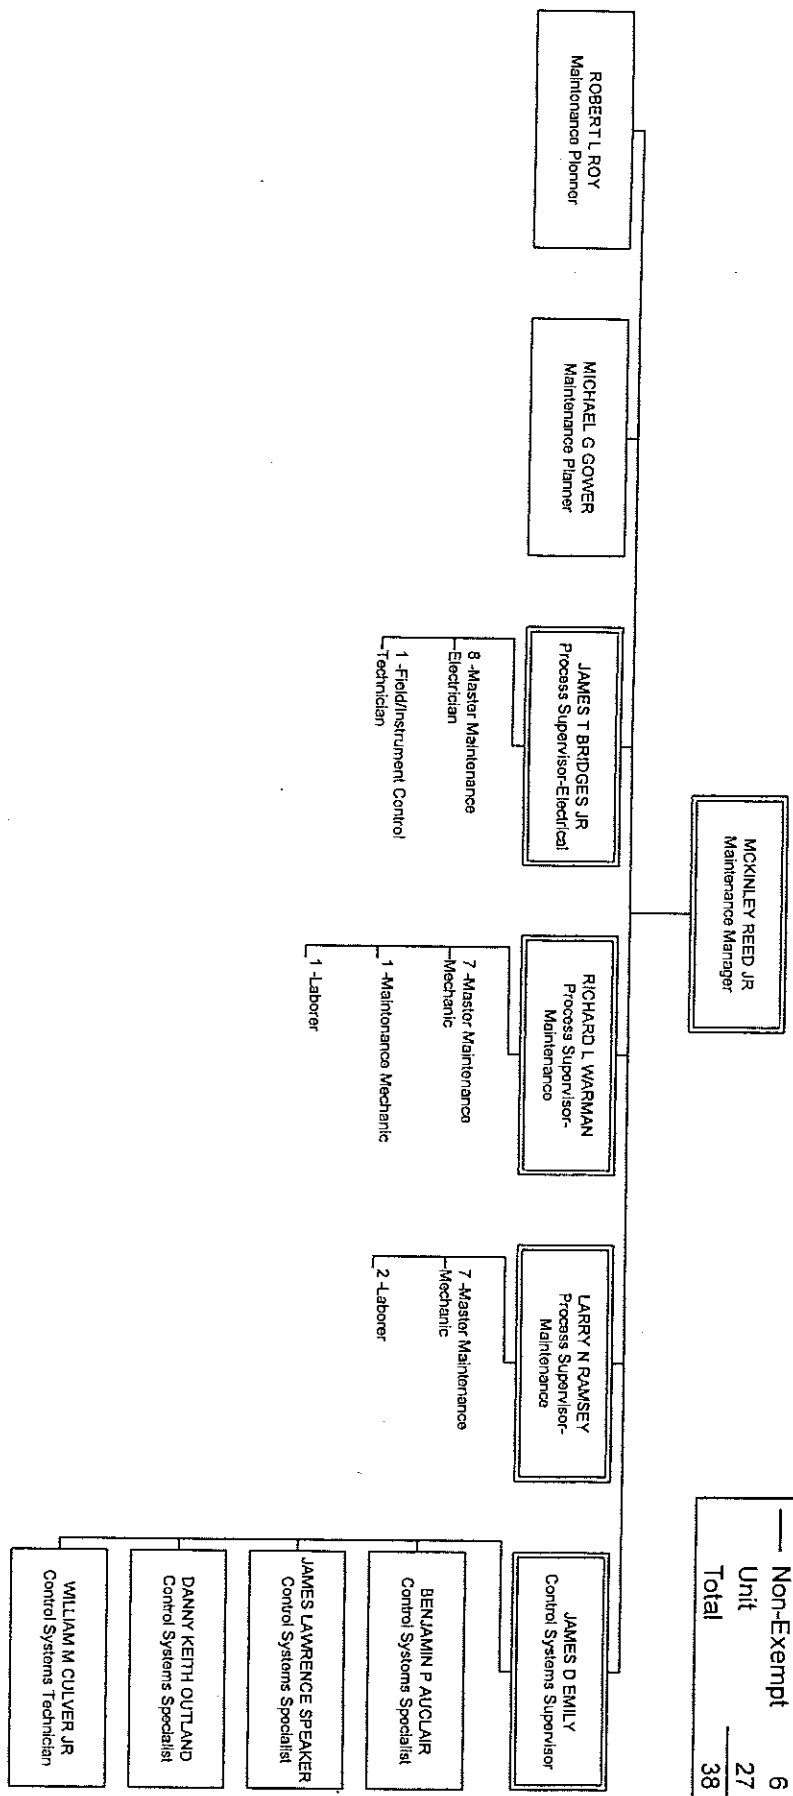 Non-Exempt 6
Unit 27
Total 38
MCKINLEY REED JR
Maintenance Manager
ROBERT L ROY
Maintenance Planner
MICHAEL G GOWER
Maintenance Planner
JAMES T BRIDGES JR
Process Supervisor-Electrical
8 -Master Maintenance
Electrician
1 -Field/Instrument Control
Technician
RICHARD L WARMAN
Process Supervisor-
Maintenance
7 -Master Maintenance
Mechanic
1 -Maintenance Mechanic
1 -Laborer
LARRY N RAMSEY
Process Supervisor-
Maintenance
7 -Master Maintenance
Mechanic
2 -Laborer
JAMES D EMILY
Control Systems Supervisor
BENJAMIN P AUCLAIR
Control Systems Specialist
JAMES LAWRENCE SPEAKER
Control Systems Specialist
DANNY KEITH OUTLAND
Control Systems Specialist
WILLIAM M CULVER JR
Control Systems Technician